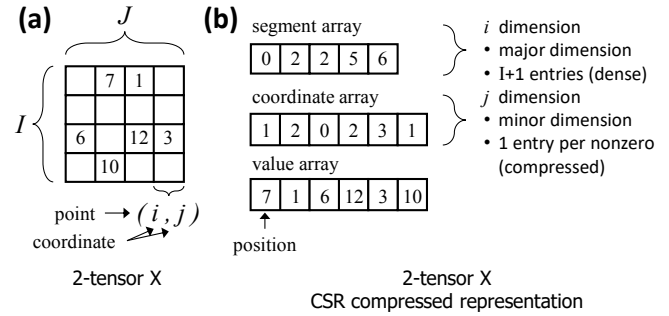 (a)
J
I
7 1
6 12 3
10
point → (i, j)
coordinate
2-tensor X
(b)
segment array
0 2 2 5 6
coordinate array
1 2 0 2 3 1
value array
7 1 6 12 3 10
position
i dimension
• major dimension
• I+1 entries (dense)
j dimension
• minor dimension
• 1 entry per nonzero
(compressed)
2-tensor X
CSR compressed representation